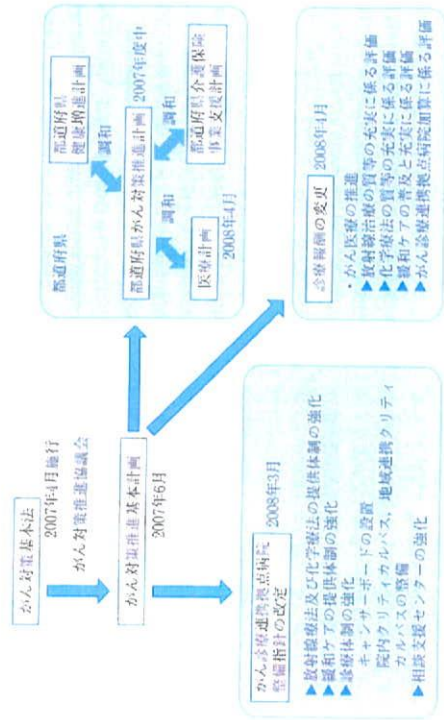 がん対策基本法
2007年4月施行
がん対策推進協議会
がん対策推進基本計画
2007年6月
都道府県
都道府県
健康増進計画
調和
都道府県がん対策推進計画
2007年度中
調和
調和
医療計画
2008年4月
都道府県介護保険
事業支援計画
がん診療連携拠点病院
整備指針の改定
2008年3月
▶放射線療法及び化学療法の提供体制の強化
▶緩和ケアの提供体制の強化
▶診療体制の強化
キャンサーボードの設置
院内クリティカルパス，地域連携クリティ
カルパスの整備
▶相談支援センターの強化
診療報酬の変更
2008年4月
・がん医療の推進
▶放射線治療の質等の充実に係る評価
▶化学療法の質等の充実に係る評価
▶緩和ケアの普及と充実に係る評価
▶がん診療連携拠点病院加算に係る評価